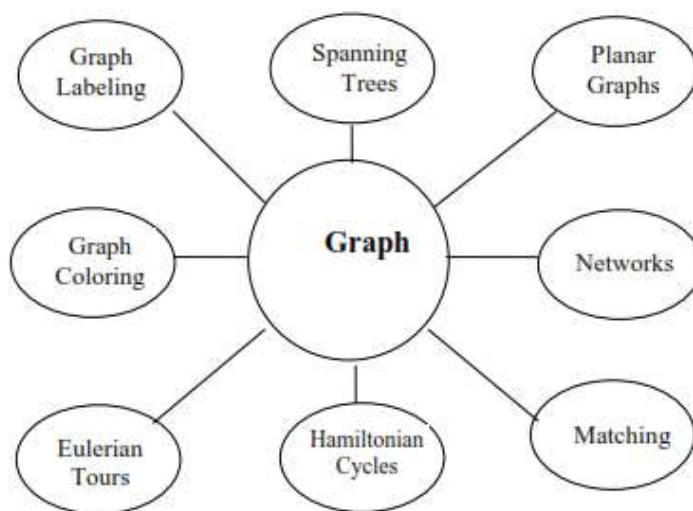 Graph
Labeling
Spanning
Trees
Planar
Graphs
Graph
Coloring
Graph
Networks
Eulerian
Tours
Hamiltonian
Cycles
Matching